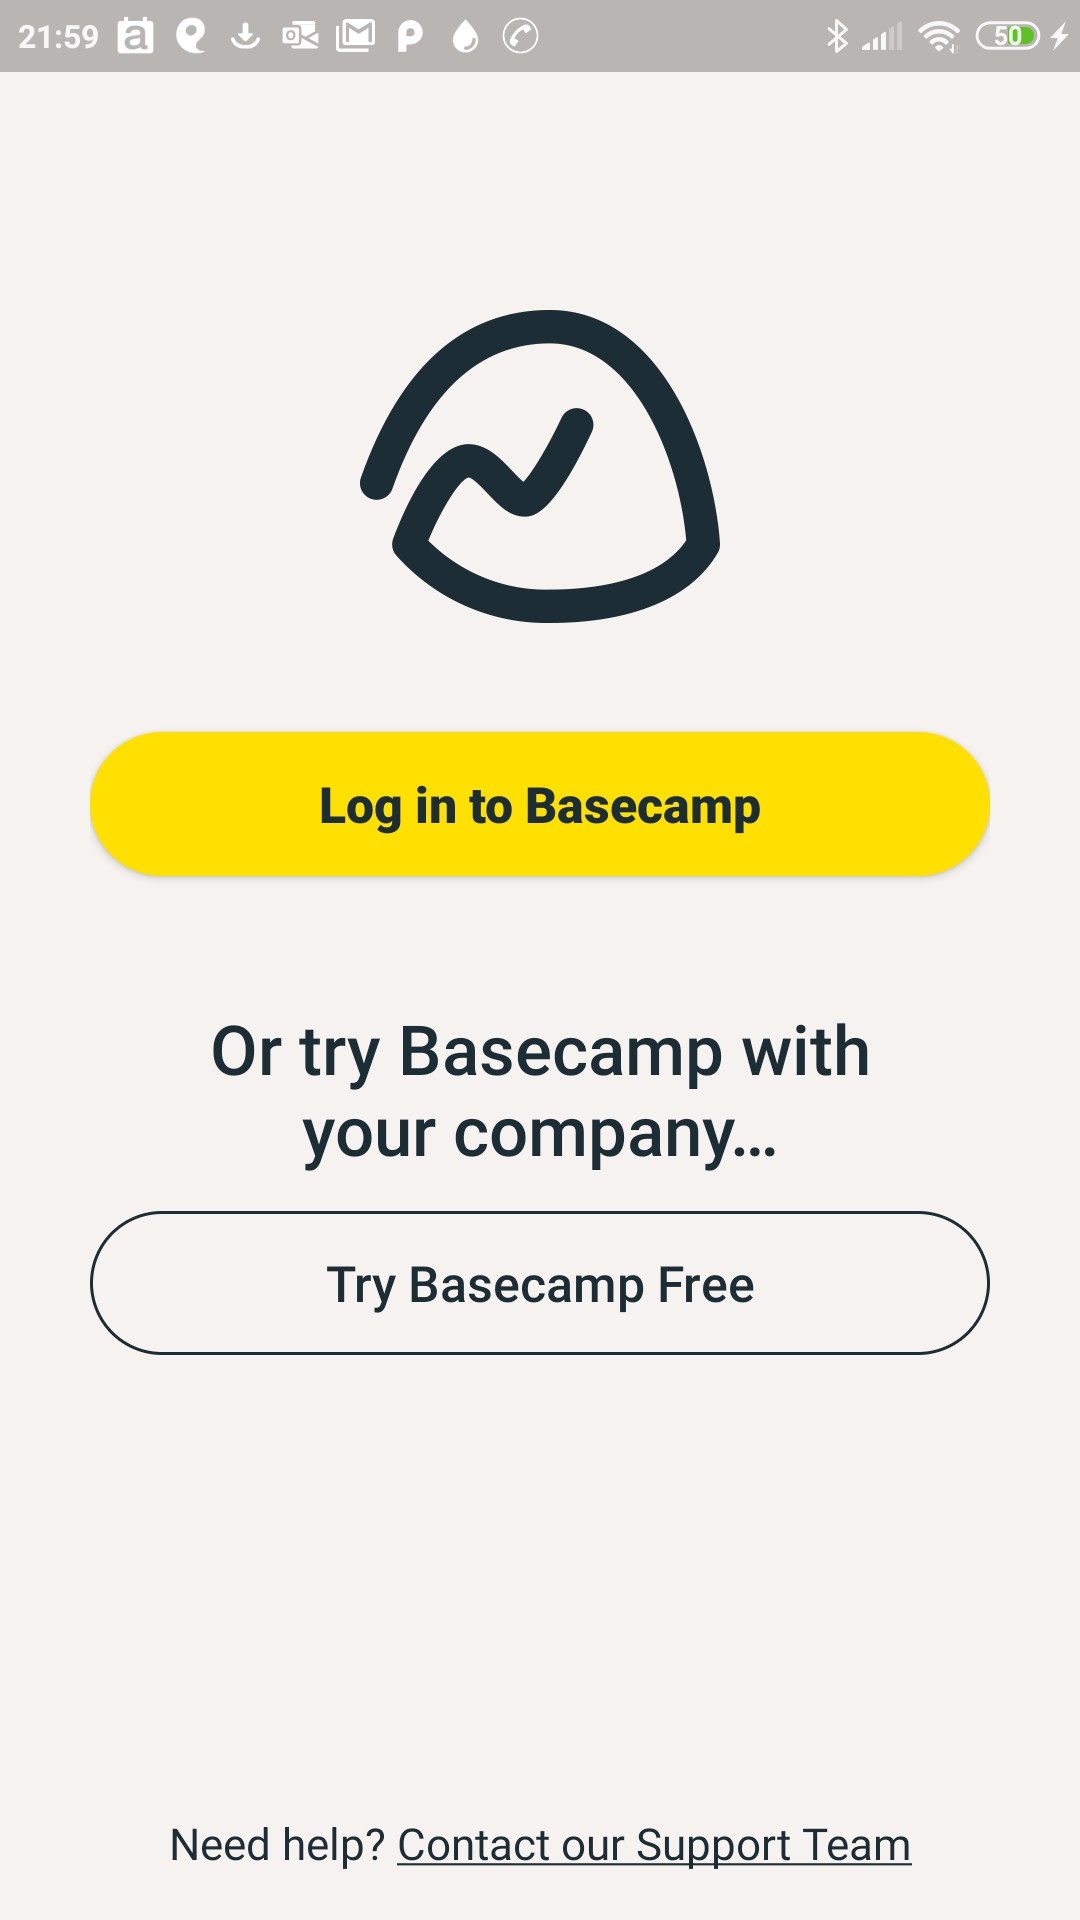 21:59
50
Log in to Basecamp
Or try Basecamp with
your company…
Try Basecamp Free
Need help? Contact our Support Team